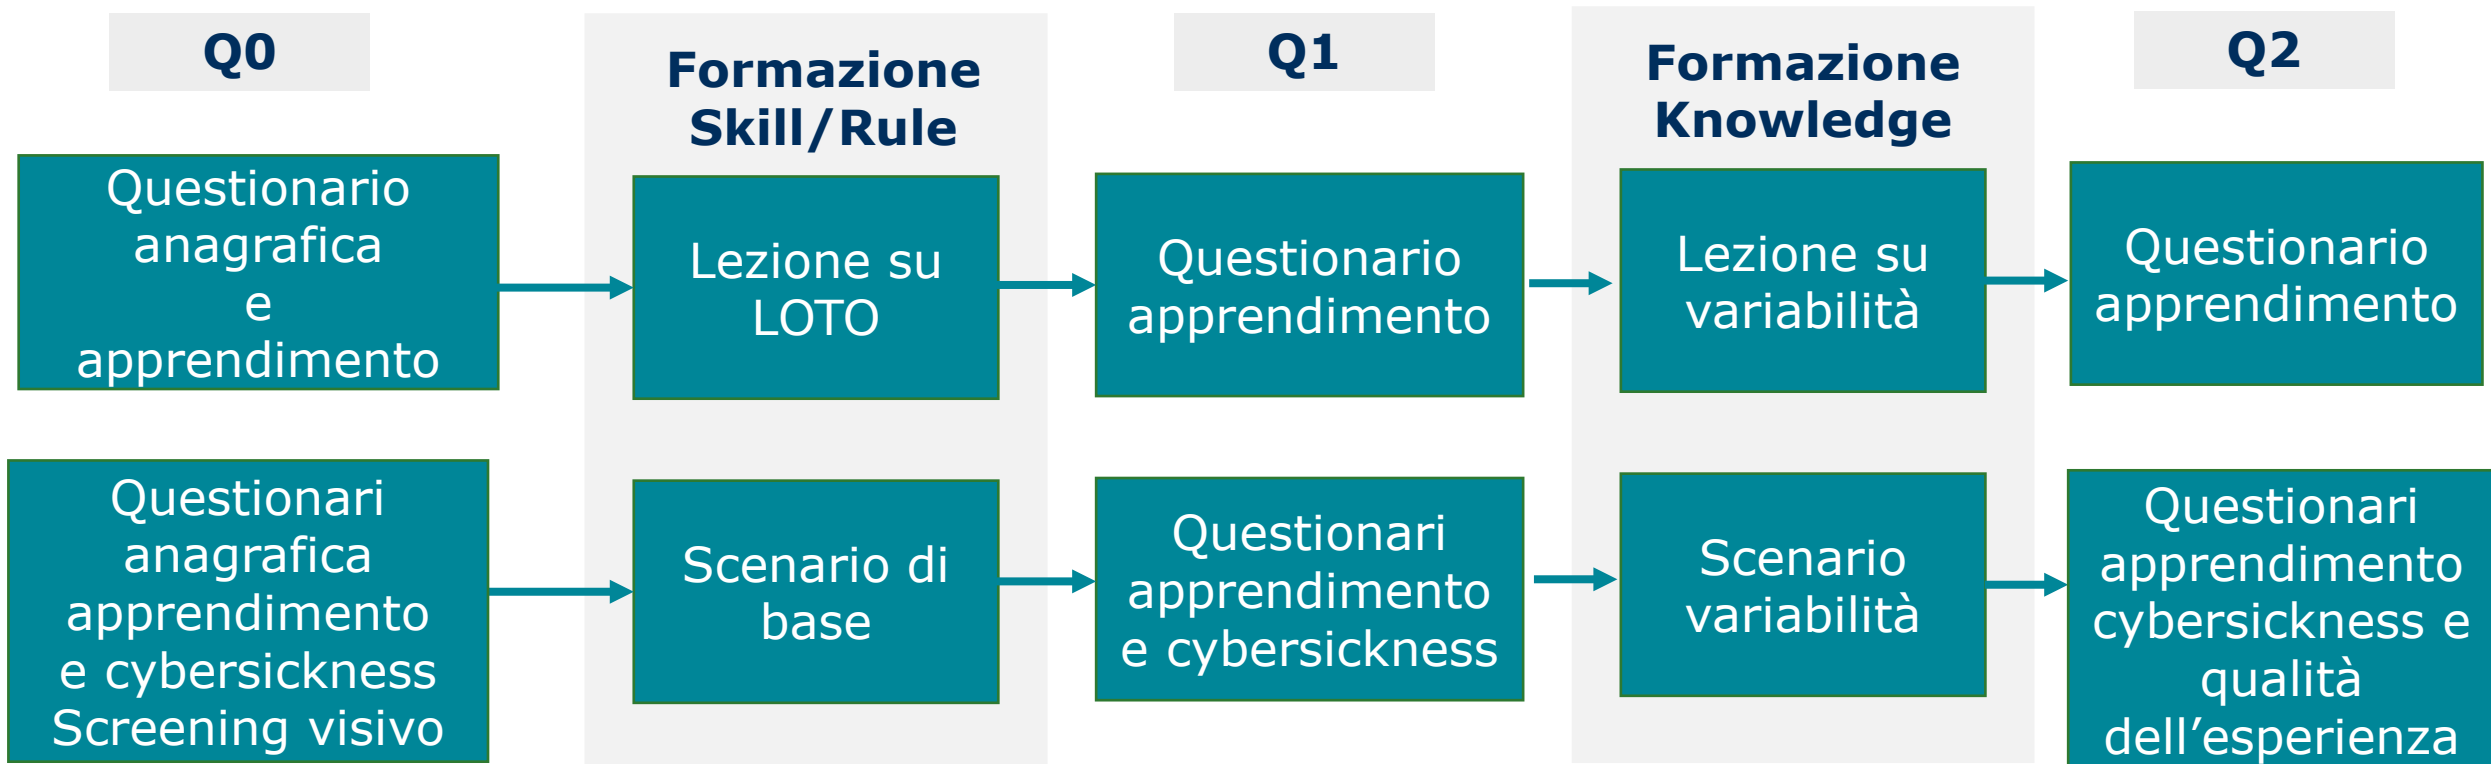 Q0
Formazione
Skill/Rule
Q1
Formazione
Knowledge
Q2
Questionario
anagrafica
e
apprendimento
Lezione su
LOTO
Questionario
apprendimento
Lezione su
variabilità
Questionario
apprendimento
Questionari
anagrafica
apprendimento
e cybersickness
Screening visivo
Scenario di
base
Questionari
apprendimento
e cybersickness
Scenario
variabilità
Questionari
apprendimento
cybersickness e
qualità
dell’esperienza